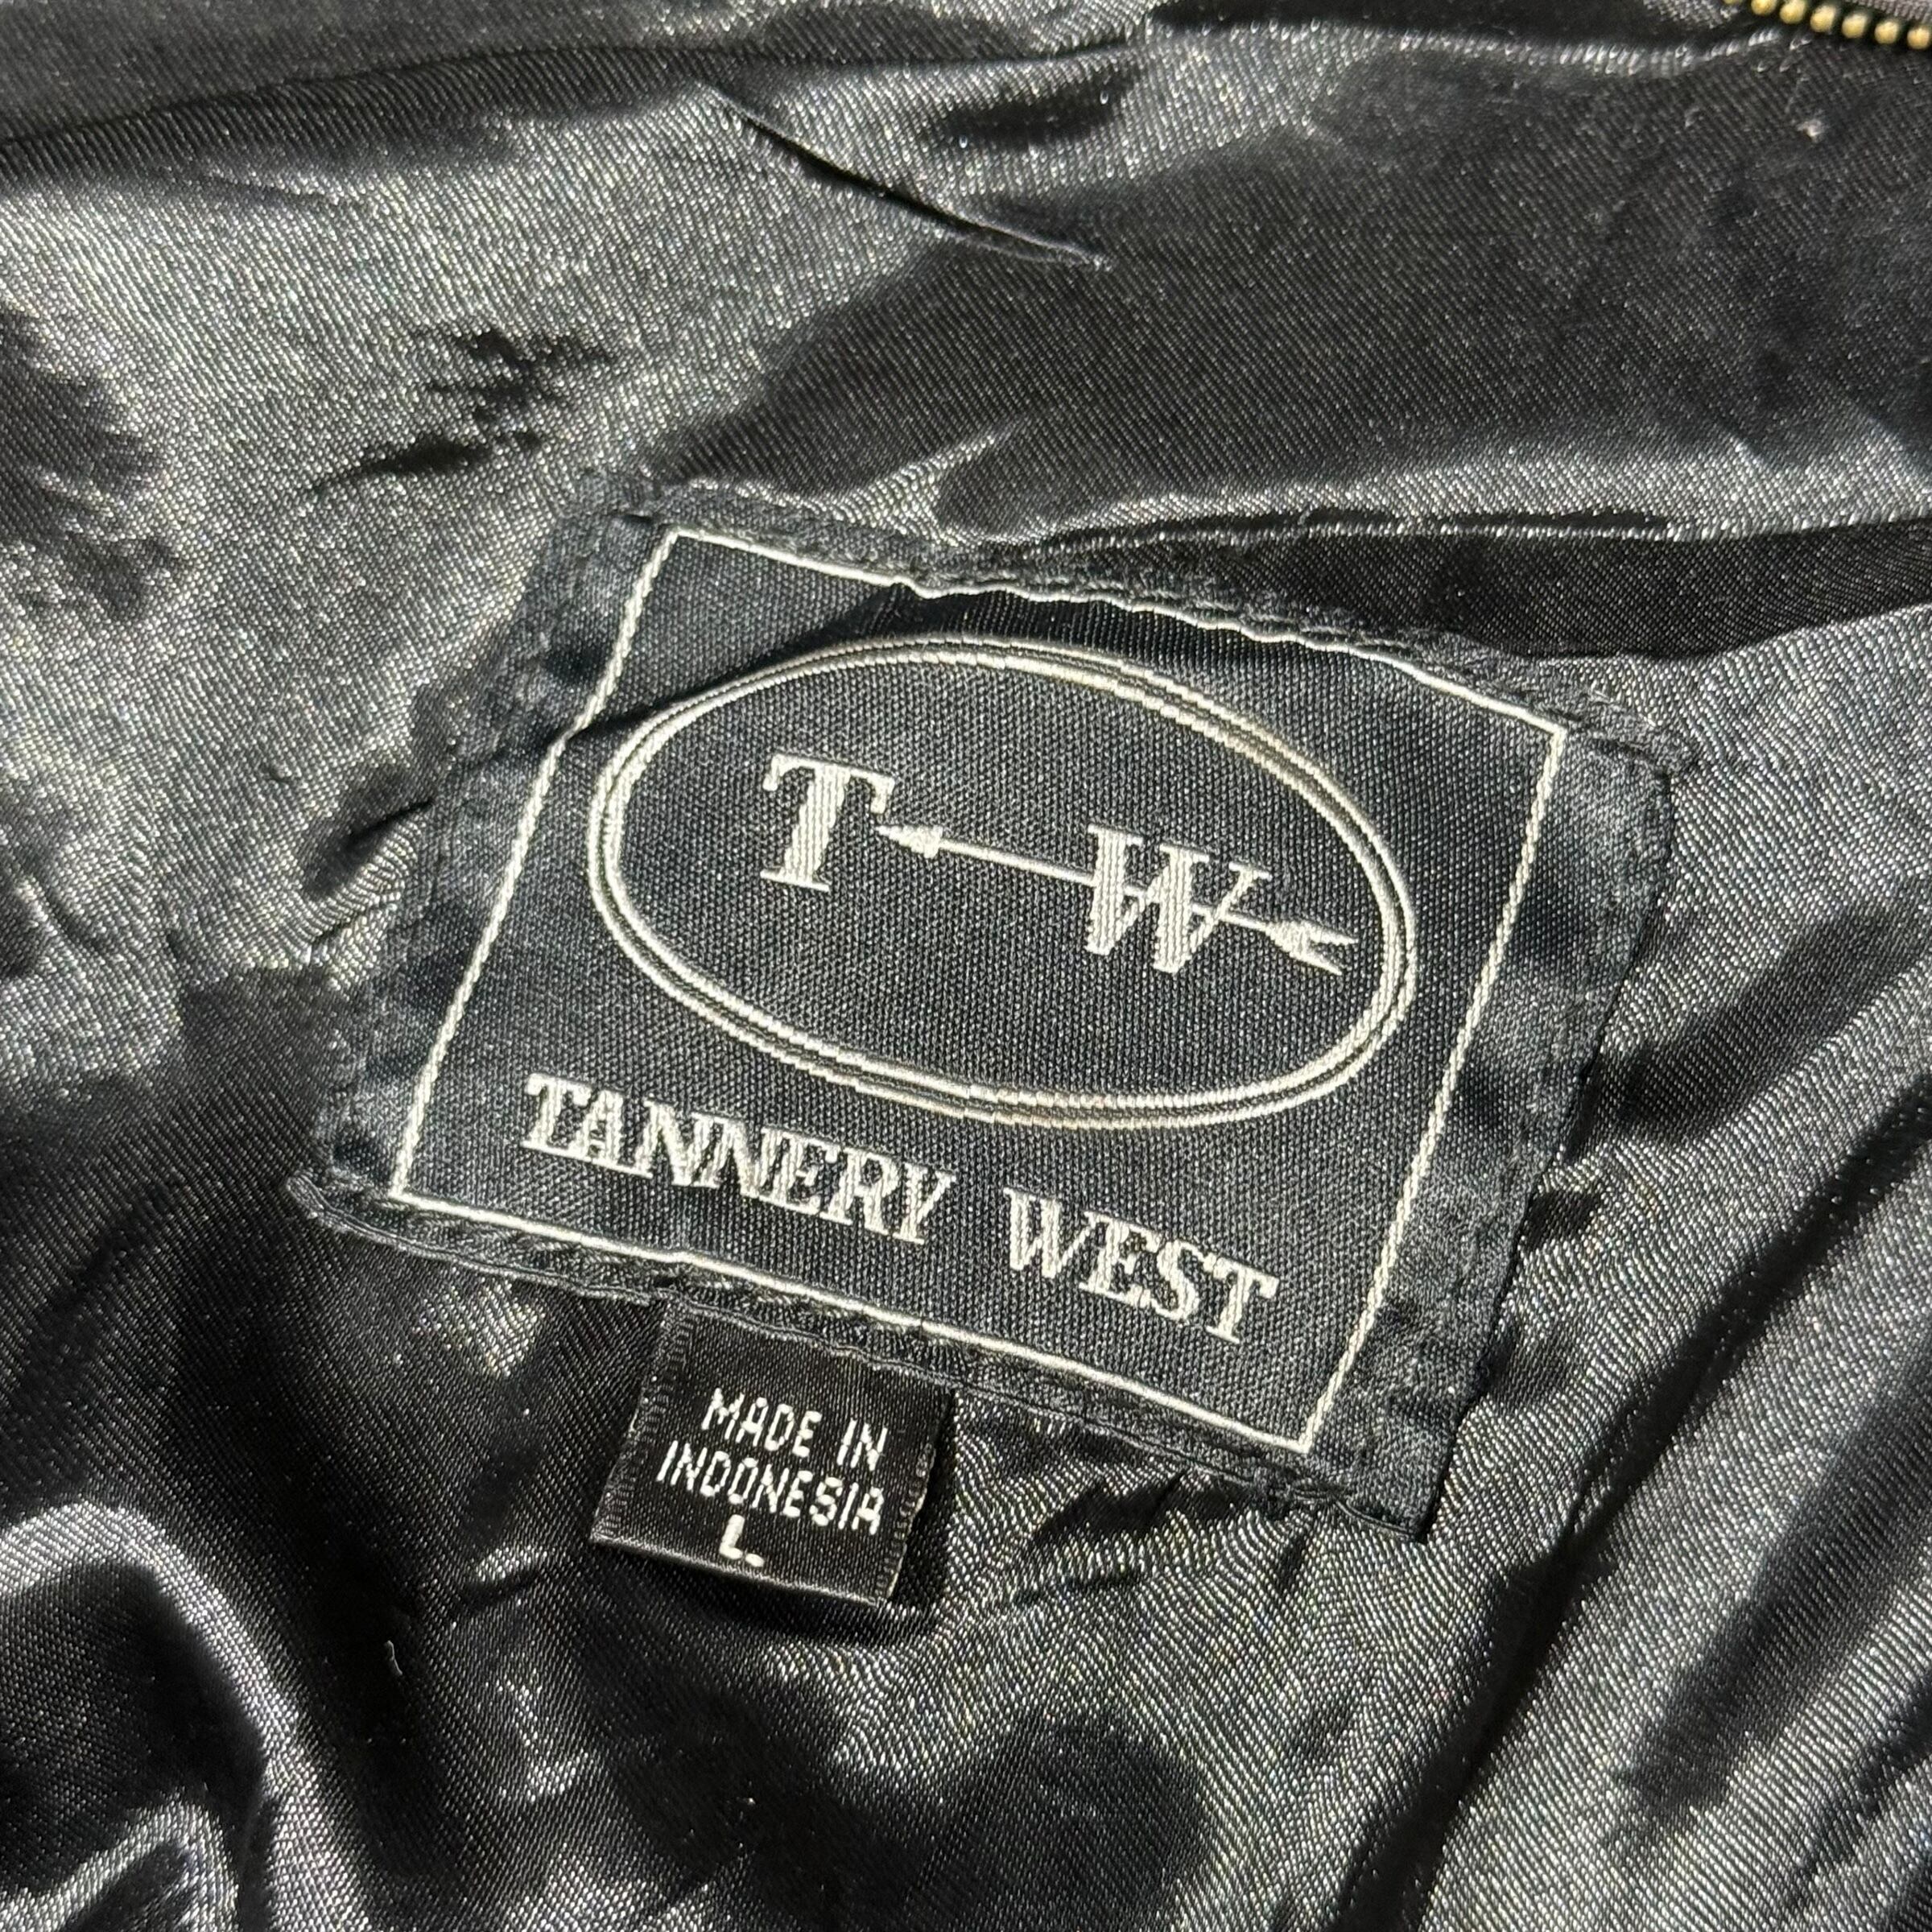 T W
TANNERY WEST
MADE IN
INDONESIA
L.